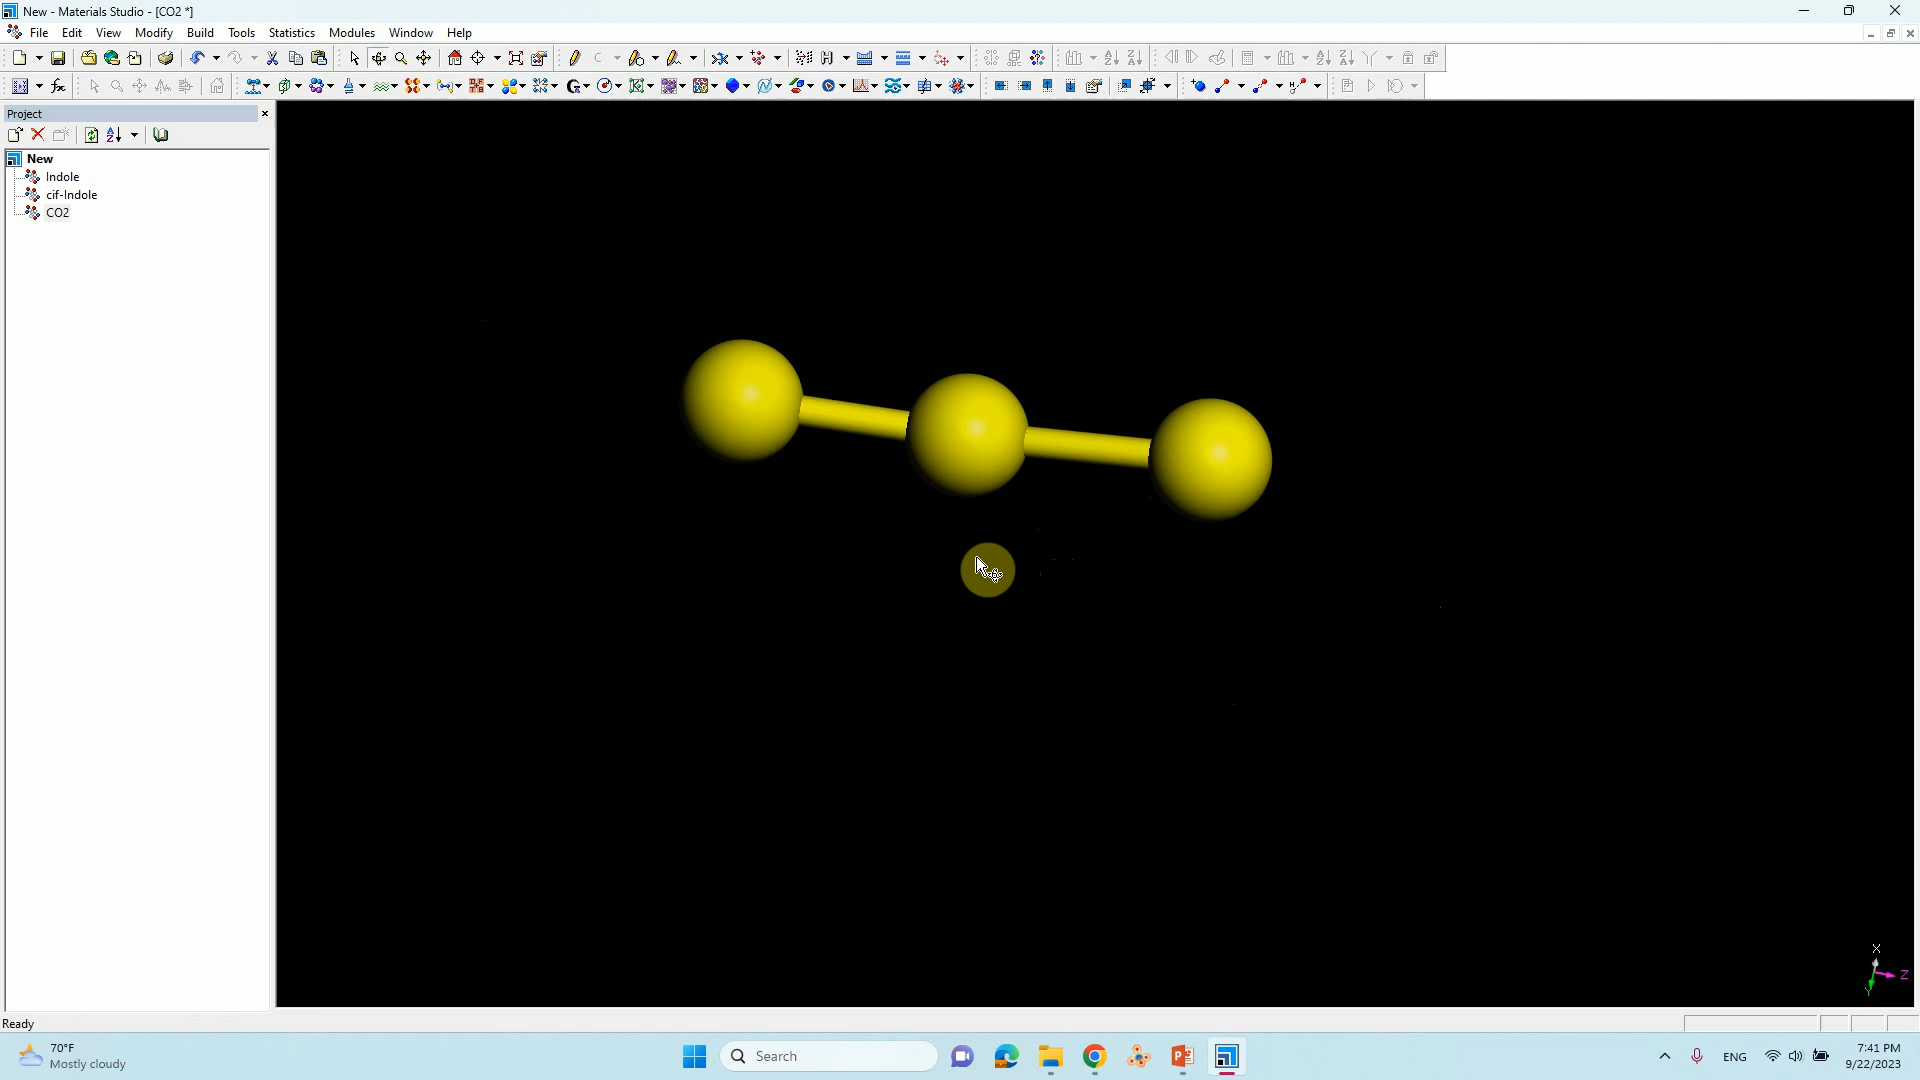 New - Materials Studio - [CO2 *]
File Edit View Modify Build Tools Statistics Modules Window Help
Project
New
Indole
cif-Indole
CO2
X
Z
Y
Ready
70°F
Mostly cloudy
Search
ENG
7:41 PM
9/22/2023